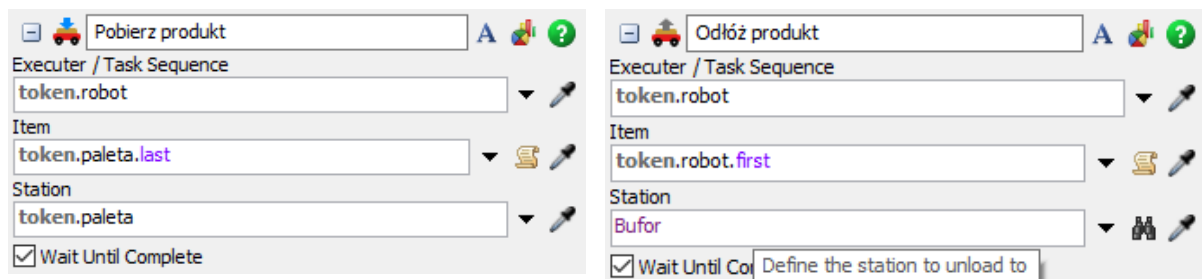 Pobierz produkt
A
Executer / Task Sequence
token.robot
Item
token.paleta.last
Station
token.paleta
Wait Until Complete
Odłóż produkt
A
Executer / Task Sequence
token.robot
Item
token.robot.first
Station
Bufor
Wait Until Co
Define the station to unload to